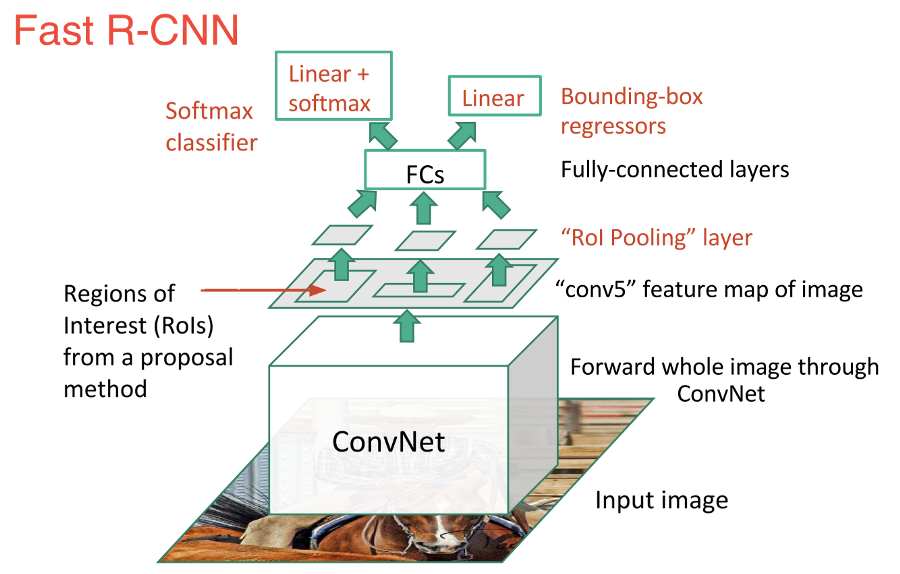 Fast R-CNN
Linear +
softmax
Linear
Softmax
classifier
Bounding-box
regressors
FCs
Fully-connected layers
“RoI Pooling” layer
Regions of
Interest (RoIs)
from a proposal
method
“conv5” feature map of image
Forward whole image through
ConvNet
ConvNet
Input image